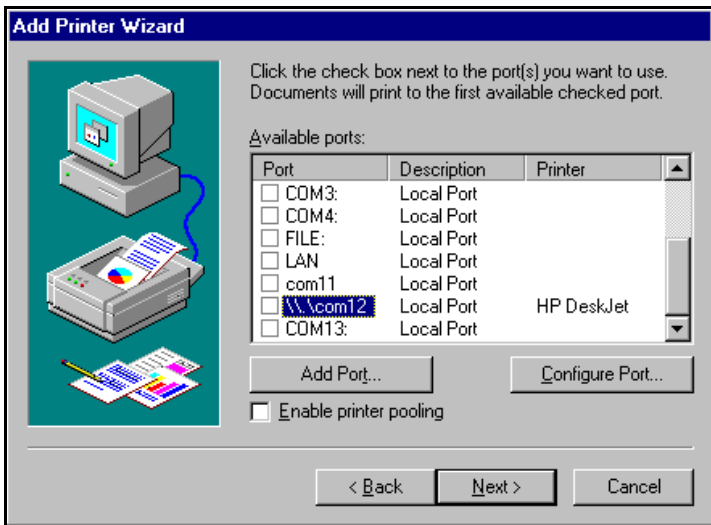 Add Printer Wizard
Click the check box next to the port(s) you want to use.
Documents will print to the first available checked port.
Available ports:
Port Description Printer
COM3: Local Port
COM4: Local Port
FILE: Local Port
LAN Local Port
com11 Local Port
\\.\com12 Local Port HP DeskJet
COM13: Local Port
Add Port... Configure Port...
Enable printer pooling
< Back Next > Cancel